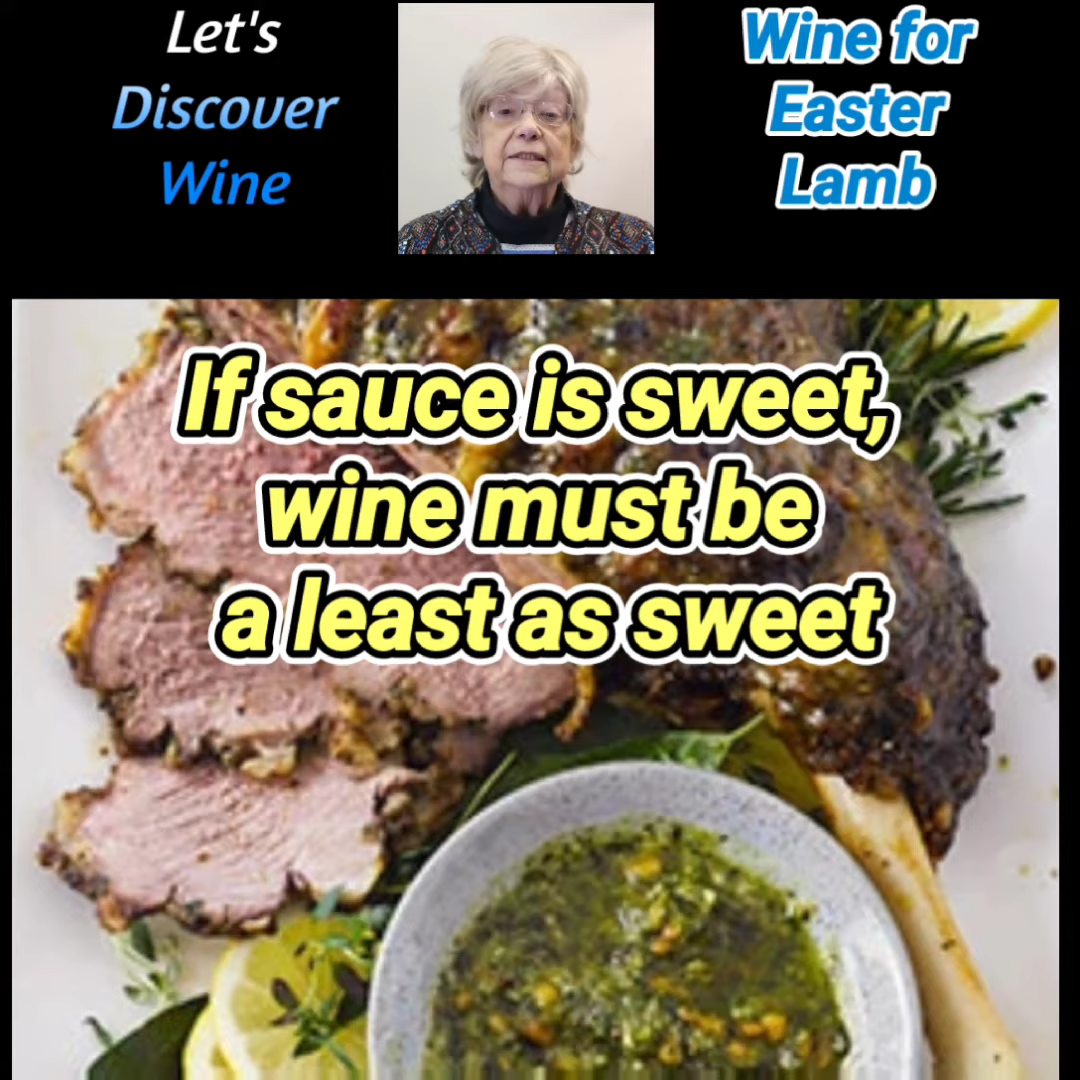 Let's
Discover
Wine
Wine for
Easter
Lamb
If sauce is sweet,
wine must be
a least as sweet